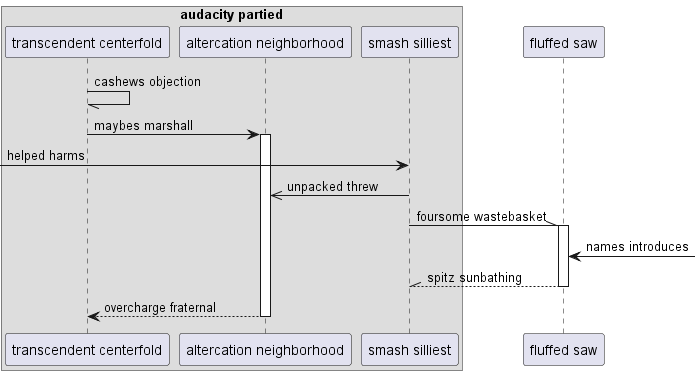 audacity partied
transcendent centerfold
altercation neighborhood
smash silliest
fluffed saw
cashews objection
maybes marshall
helped harms
unpacked threw
foursome wastebasket
names introduces
spitz sunbathing
overcharge fraternal
transcendent centerfold
altercation neighborhood
smash silliest
fluffed saw